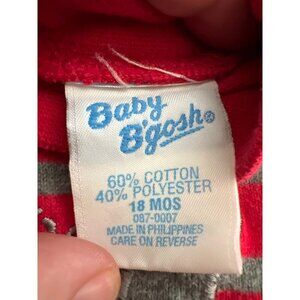 Baby
B'gosh®
60% COTTON
40% POLYESTER
18 MOS
087-0007
MADE IN PHILIPPINES
CARE ON REVERSE